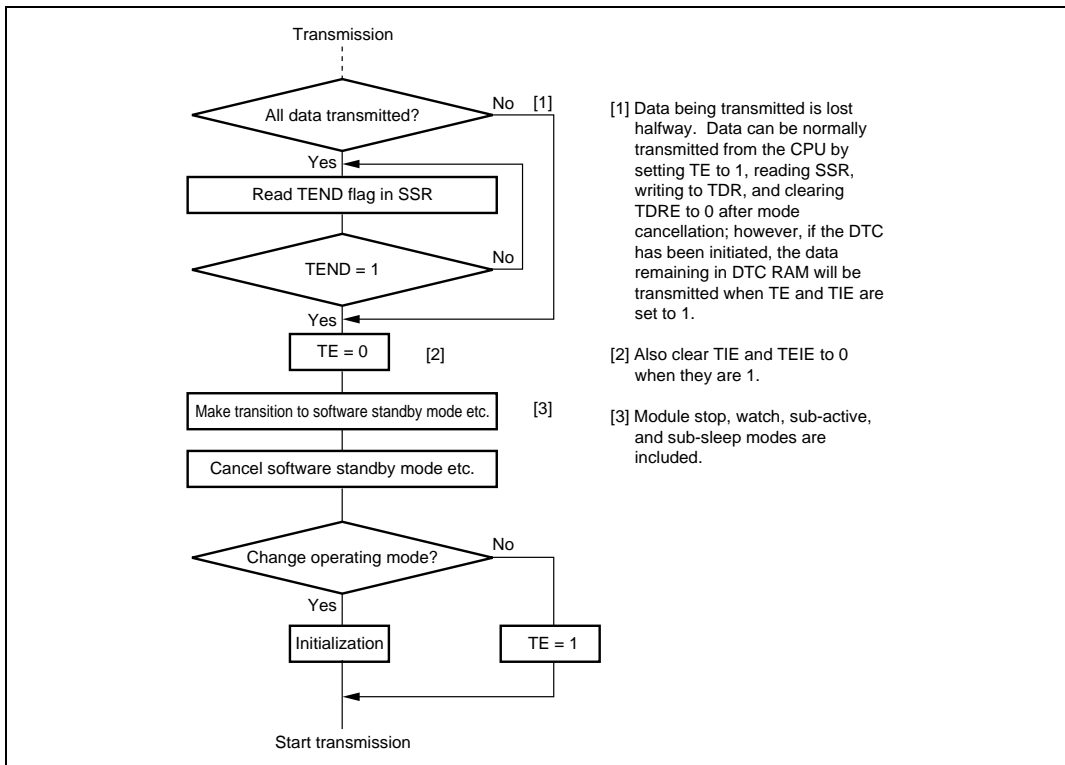 Transmission
All data transmitted?
No [1]
Yes
Read TEND flag in SSR
TEND = 1
No
Yes
TE = 0 [2]
Make transition to software standby mode etc. [3]
Cancel software standby mode etc.
Change operating mode?
No
Yes
Initialization
TE = 1
Start transmission
[1] Data being transmitted is lost
halfway. Data can be normally
transmitted from the CPU by
setting TE to 1, reading SSR,
writing to TDR, and clearing
TDRE to 0 after mode
cancellation; however, if the DTC
has been initiated, the data
remaining in DTC RAM will be
transmitted when TE and TIE are
set to 1.
[2] Also clear TIE and TEIE to 0
when they are 1.
[3] Module stop, watch, sub-active,
and sub-sleep modes are
included.